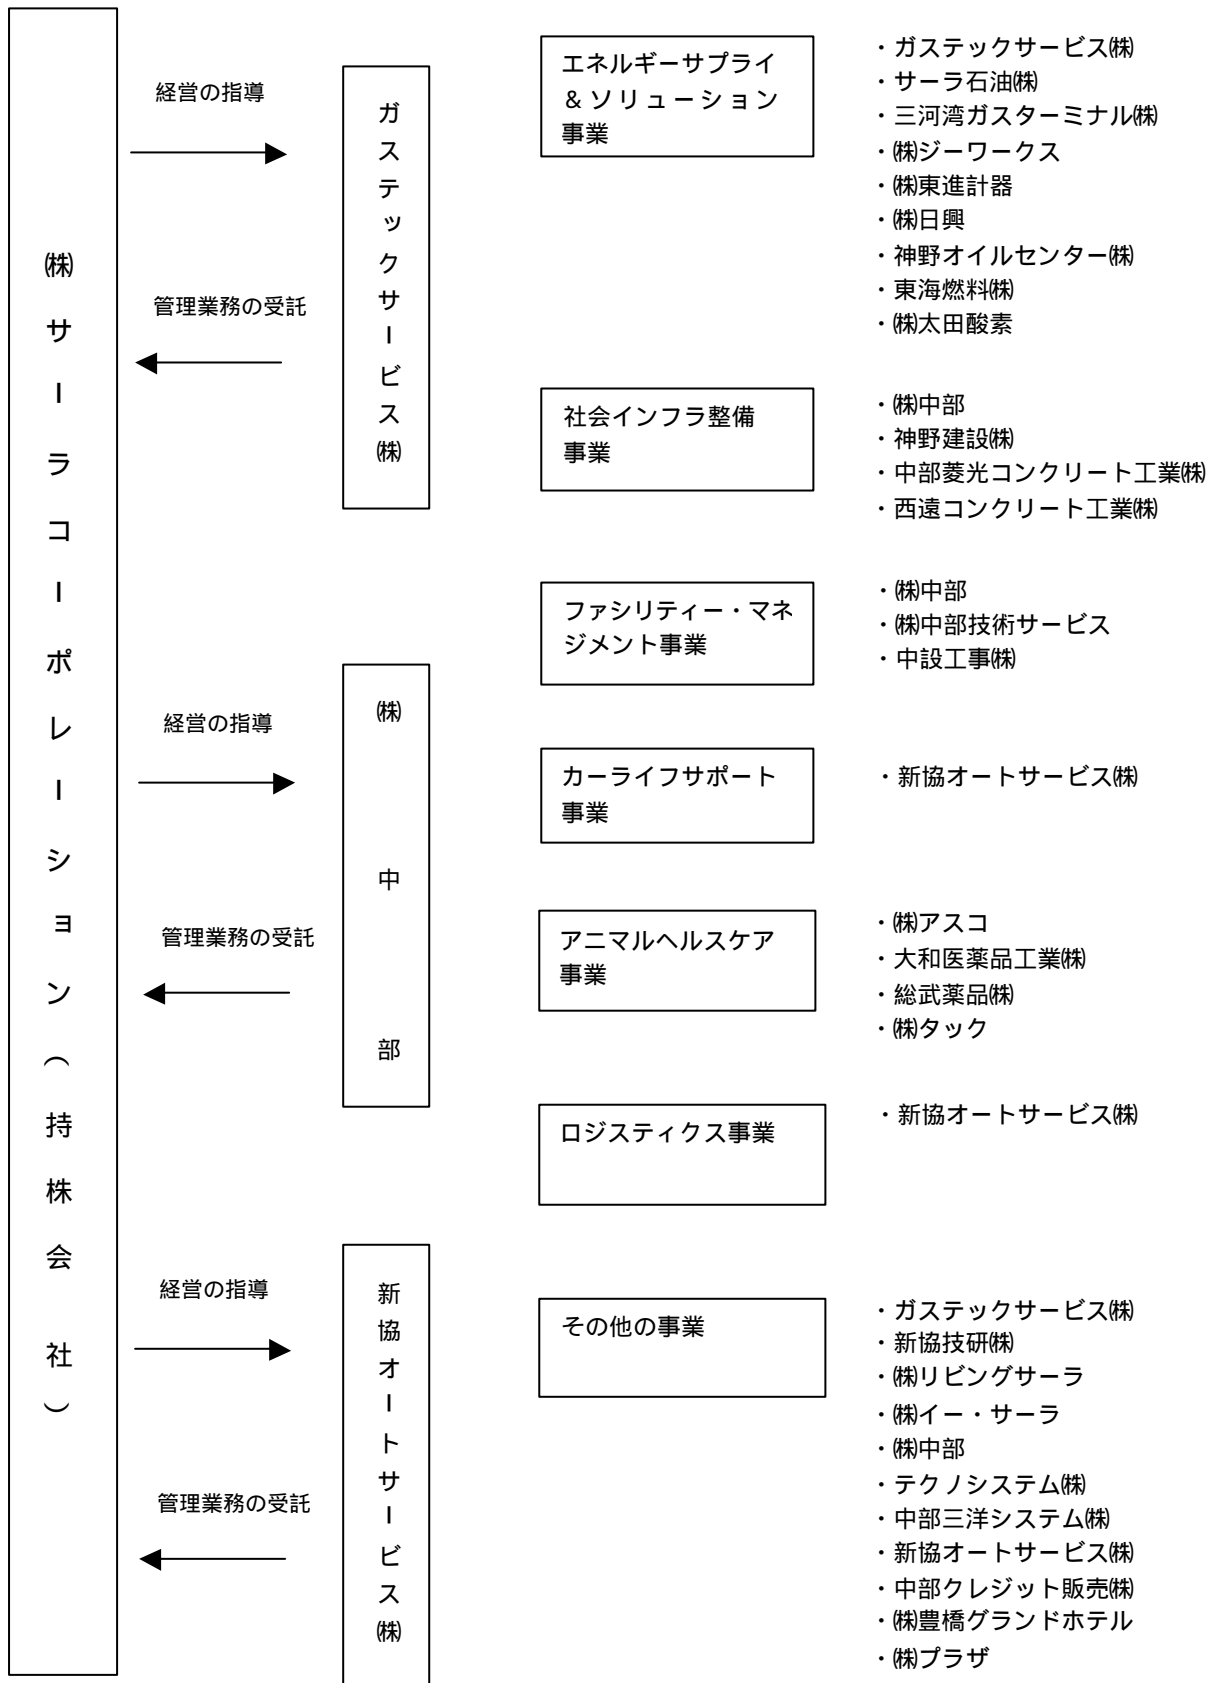 ㈱サーラコーポレーション(持株会社)
経営の指導
管理業務の受託
ガステックサービス㈱
経営の指導
管理業務の受託
㈱中部
経営の指導
管理業務の受託
新協オートサービス㈱
エネルギーサプライ
&ソリューション
事業
・ガステックサービス㈱
・サーラ石油㈱
・三河湾ガスターミナル㈱
・㈱ジーワークス
・㈱東進計器
・㈱日興
・神野オイルセンター㈱
・東海燃料㈱
・㈱太田酸素
社会インフラ整備
事業
・㈱中部
・神野建設㈱
・中部菱光コンクリート工業㈱
・西遠コンクリート工業㈱
ファシリティー・マネ
ジメント事業
・㈱中部
・㈱中部技術サービス
・中設工事㈱
カーライフサポート
事業
・新協オートサービス㈱
アニマルヘルスケア
事業
・㈱アスコ
・大和医薬品工業㈱
・総武薬品㈱
・㈱タック
ロジスティクス事業
・新協オートサービス㈱
その他の事業
・ガステックサービス㈱
・新協技研㈱
・㈱リビングサーラ
・㈱イー・サーラ
・㈱中部
・テクノシステム㈱
・中部三洋システム㈱
・新協オートサービス㈱
・中部クレジット販売㈱
・㈱豊橋グランドホテル
・㈱プラザ